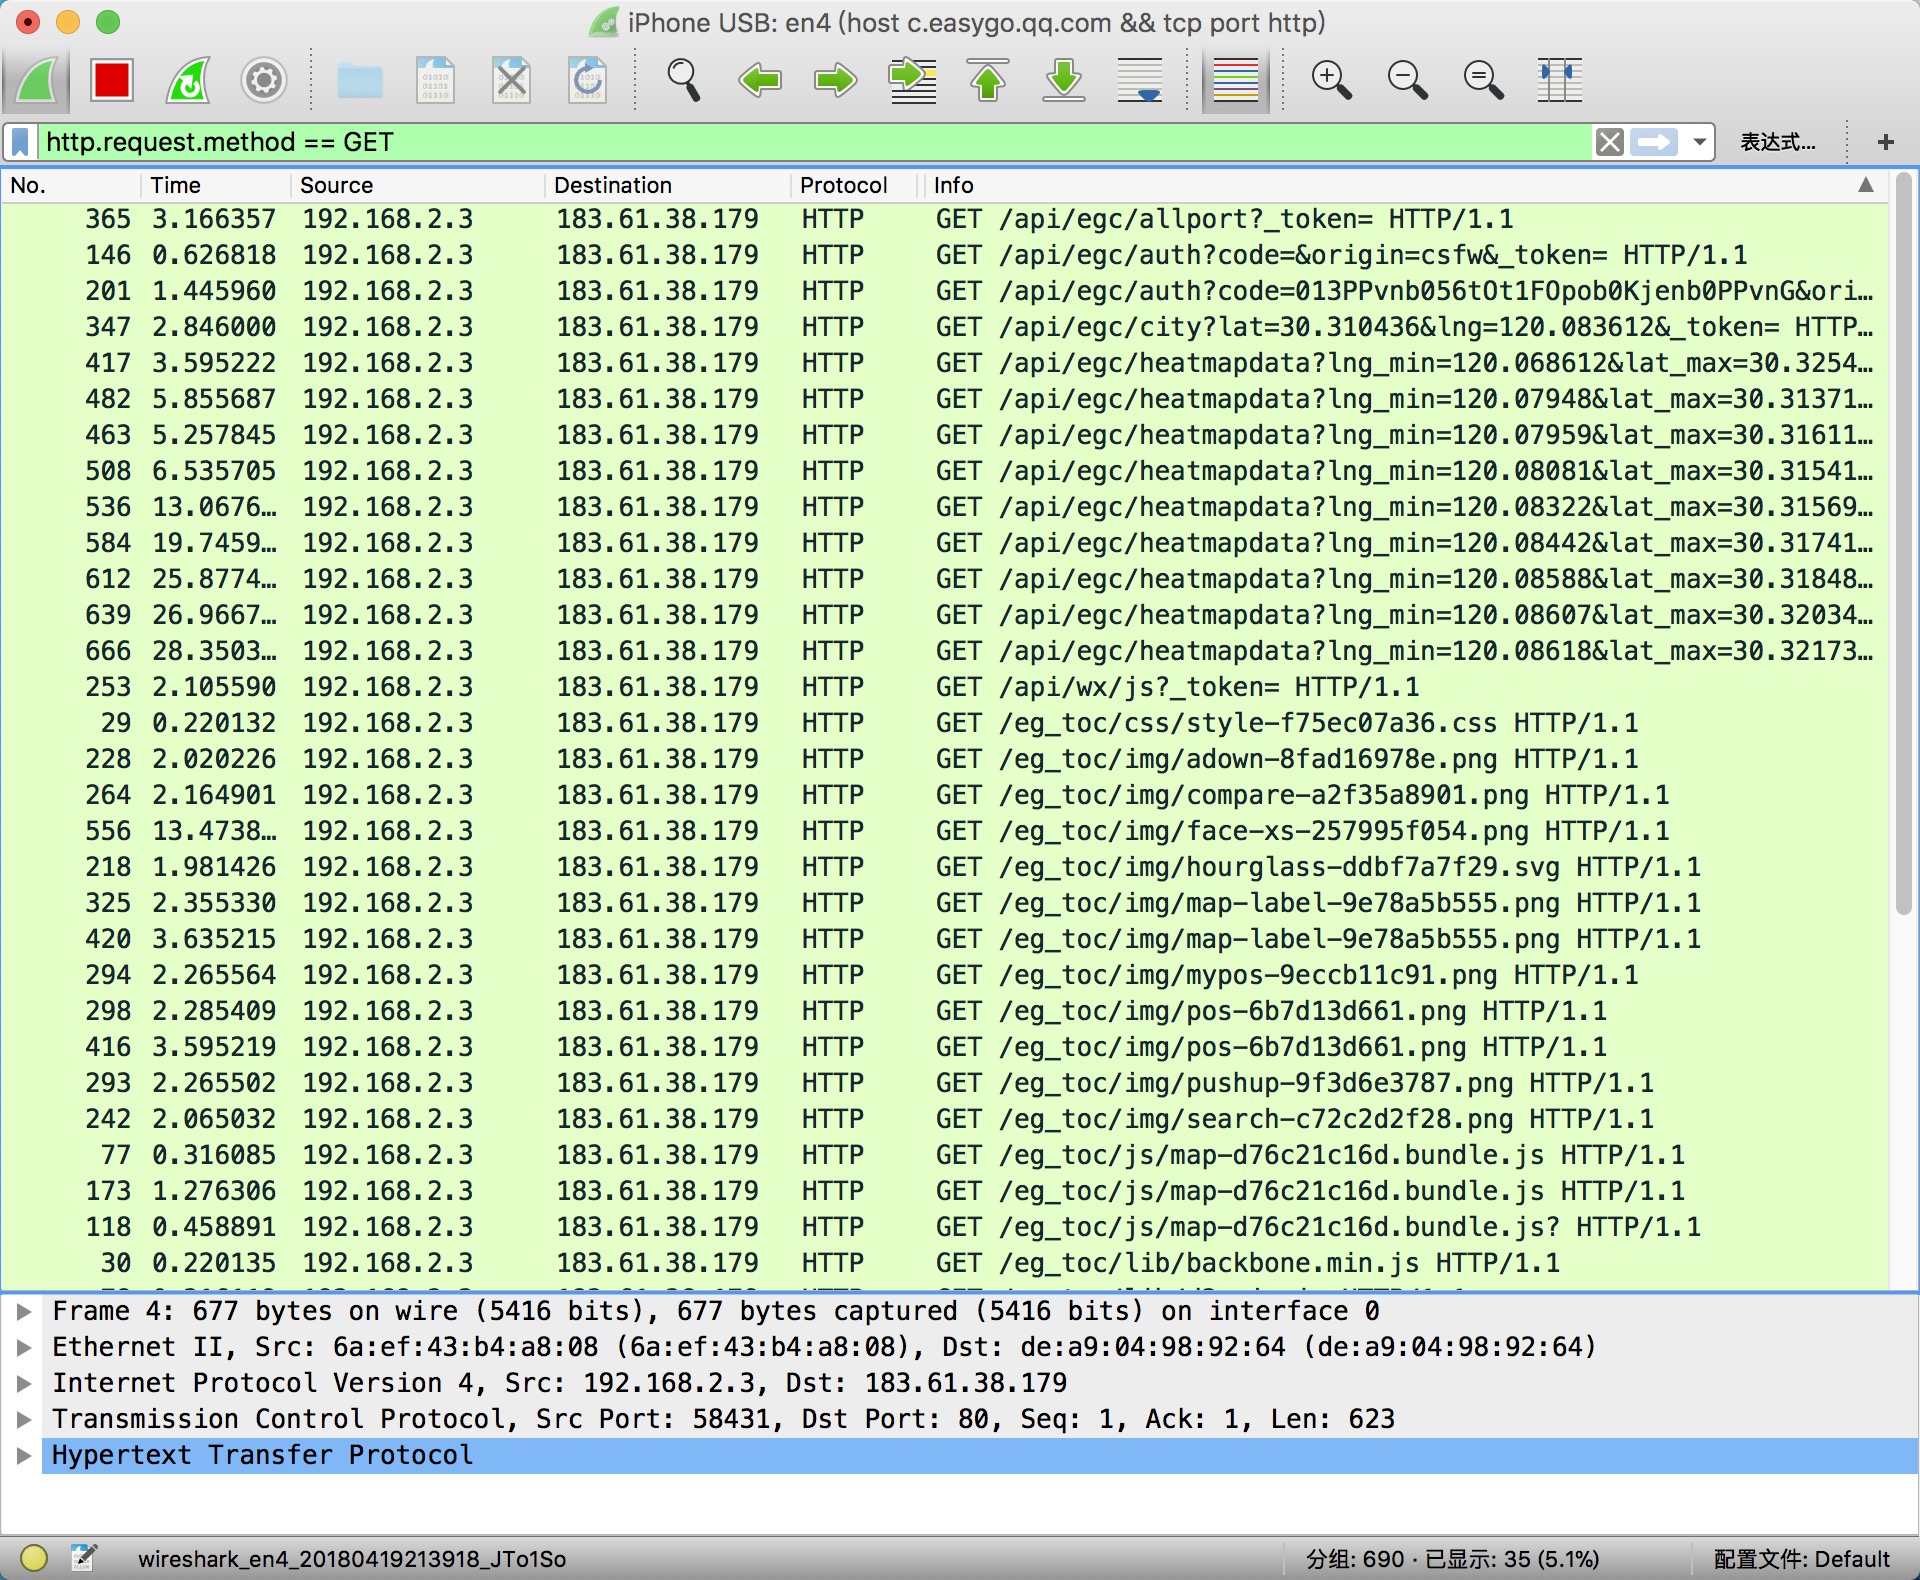 iPhone USB: en4 (host c.easygo.qq.com && tcp port http)
http.request.method == GET 表达式... +
No. Time Source Destination Protocol Info
365 3.166357 192.168.2.3 183.61.38.179 HTTP GET /api/egc/allport?_token= HTTP/1.1
146 0.626818 192.168.2.3 183.61.38.179 HTTP GET /api/egc/auth?code=&origin=csfw&_token= HTTP/1.1
201 1.445960 192.168.2.3 183.61.38.179 HTTP GET /api/egc/auth?code=013PPvnb056tOt1FOpob0Kjenb0PPvnG&ori…
347 2.846000 192.168.2.3 183.61.38.179 HTTP GET /api/egc/city?lat=30.310436&lng=120.083612&_token= HTTP…
417 3.595222 192.168.2.3 183.61.38.179 HTTP GET /api/egc/heatmapdata?lng_min=120.068612&lat_max=30.3254…
482 5.855687 192.168.2.3 183.61.38.179 HTTP GET /api/egc/heatmapdata?lng_min=120.07948&lat_max=30.31371…
463 5.257845 192.168.2.3 183.61.38.179 HTTP GET /api/egc/heatmapdata?lng_min=120.07959&lat_max=30.31611…
508 6.535705 192.168.2.3 183.61.38.179 HTTP GET /api/egc/heatmapdata?lng_min=120.08081&lat_max=30.31541…
536 13.0676… 192.168.2.3 183.61.38.179 HTTP GET /api/egc/heatmapdata?lng_min=120.08322&lat_max=30.31569…
584 19.7459… 192.168.2.3 183.61.38.179 HTTP GET /api/egc/heatmapdata?lng_min=120.08442&lat_max=30.31741…
612 25.8774… 192.168.2.3 183.61.38.179 HTTP GET /api/egc/heatmapdata?lng_min=120.08588&lat_max=30.31848…
639 26.9667… 192.168.2.3 183.61.38.179 HTTP GET /api/egc/heatmapdata?lng_min=120.08607&lat_max=30.32034…
666 28.3503… 192.168.2.3 183.61.38.179 HTTP GET /api/egc/heatmapdata?lng_min=120.08618&lat_max=30.32173…
253 2.105590 192.168.2.3 183.61.38.179 HTTP GET /api/wx/js?_token= HTTP/1.1
29 0.220132 192.168.2.3 183.61.38.179 HTTP GET /eg_toc/css/style-f75ec07a36.css HTTP/1.1
228 2.020226 192.168.2.3 183.61.38.179 HTTP GET /eg_toc/img/adown-8fad16978e.png HTTP/1.1
264 2.164901 192.168.2.3 183.61.38.179 HTTP GET /eg_toc/img/compare-a2f35a8901.png HTTP/1.1
556 13.4738… 192.168.2.3 183.61.38.179 HTTP GET /eg_toc/img/face-xs-257995f054.png HTTP/1.1
218 1.981426 192.168.2.3 183.61.38.179 HTTP GET /eg_toc/img/hourglass-ddbf7a7f29.svg HTTP/1.1
325 2.355330 192.168.2.3 183.61.38.179 HTTP GET /eg_toc/img/map-label-9e78a5b555.png HTTP/1.1
420 3.635215 192.168.2.3 183.61.38.179 HTTP GET /eg_toc/img/map-label-9e78a5b555.png HTTP/1.1
294 2.265564 192.168.2.3 183.61.38.179 HTTP GET /eg_toc/img/mypos-9eccb11c91.png HTTP/1.1
298 2.285409 192.168.2.3 183.61.38.179 HTTP GET /eg_toc/img/pos-6b7d13d661.png HTTP/1.1
416 3.595219 192.168.2.3 183.61.38.179 HTTP GET /eg_toc/img/pos-6b7d13d661.png HTTP/1.1
293 2.265502 192.168.2.3 183.61.38.179 HTTP GET /eg_toc/img/pushup-9f3d6e3787.png HTTP/1.1
242 2.065032 192.168.2.3 183.61.38.179 HTTP GET /eg_toc/img/search-c72c2d2f28.png HTTP/1.1
77 0.316085 192.168.2.3 183.61.38.179 HTTP GET /eg_toc/js/map-d76c21c16d.bundle.js HTTP/1.1
173 1.276306 192.168.2.3 183.61.38.179 HTTP GET /eg_toc/js/map-d76c21c16d.bundle.js HTTP/1.1
118 0.458891 192.168.2.3 183.61.38.179 HTTP GET /eg_toc/js/map-d76c21c16d.bundle.js? HTTP/1.1
30 0.220135 192.168.2.3 183.61.38.179 HTTP GET /eg_toc/lib/backbone.min.js HTTP/1.1
Frame 4: 677 bytes on wire (5416 bits), 677 bytes captured (5416 bits) on interface 0
Ethernet II, Src: 6a:ef:43:b4:a8:08 (6a:ef:43:b4:a8:08), Dst: de:a9:04:98:92:64 (de:a9:04:98:92:64)
Internet Protocol Version 4, Src: 192.168.2.3, Dst: 183.61.38.179
Transmission Control Protocol, Src Port: 58431, Dst Port: 80, Seq: 1, Ack: 1, Len: 623
Hypertext Transfer Protocol
wireshark_en4_20180419213918_JTo1So 分组: 690 · 已显示: 35 (5.1%) 配置文件: Default